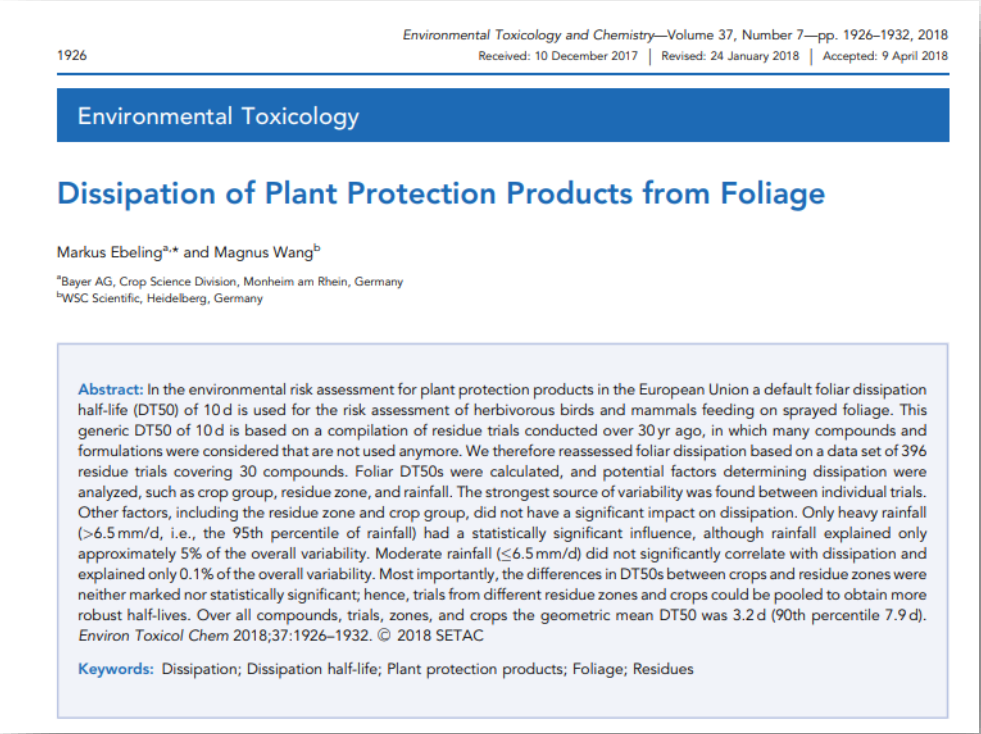 Environmental Toxicology and Chemistry—Volume 37, Number 7—pp. 1926–1932, 2018
1926
Received: 10 December 2017 | Revised: 24 January 2018 | Accepted: 9 April 2018
Environmental Toxicology
Dissipation of Plant Protection Products from Foliage
Markus Ebelingᵃ,* and Magnus Wangᵇ
ᵃBayer AG, Crop Science Division, Monheim am Rhein, Germany
ᵇWSC Scientific, Heidelberg, Germany
Abstract: In the environmental risk assessment for plant protection products in the European Union a default foliar dissipation
half-life (DT50) of 10 d is used for the risk assessment of herbivorous birds and mammals feeding on sprayed foliage. This
generic DT50 of 10 d is based on a compilation of residue trials conducted over 30 yr ago, in which many compounds and
formulations were considered that are not used anymore. We therefore reassessed foliar dissipation based on a data set of 396
residue trials covering 30 compounds. Foliar DT50s were calculated, and potential factors determining dissipation were
analyzed, such as crop group, residue zone, and rainfall. The strongest source of variability was found between individual trials.
Other factors, including the residue zone and crop group, did not have a significant impact on dissipation. Only heavy rainfall
(>6.5 mm/d, i.e., the 95th percentile of rainfall) had a statistically significant influence, although rainfall explained only
approximately 5% of the overall variability. Moderate rainfall (≤6.5 mm/d) did not significantly correlate with dissipation and
explained only 0.1% of the overall variability. Most importantly, the differences in DT50s between crops and residue zones were
neither marked nor statistically significant; hence, trials from different residue zones and crops could be pooled to obtain more
robust half-lives. Over all compounds, trials, zones, and crops the geometric mean DT50 was 3.2 d (90th percentile 7.9 d).
Environ Toxicol Chem 2018;37:1926–1932. © 2018 SETAC
Keywords: Dissipation; Dissipation half-life; Plant protection products; Foliage; Residues